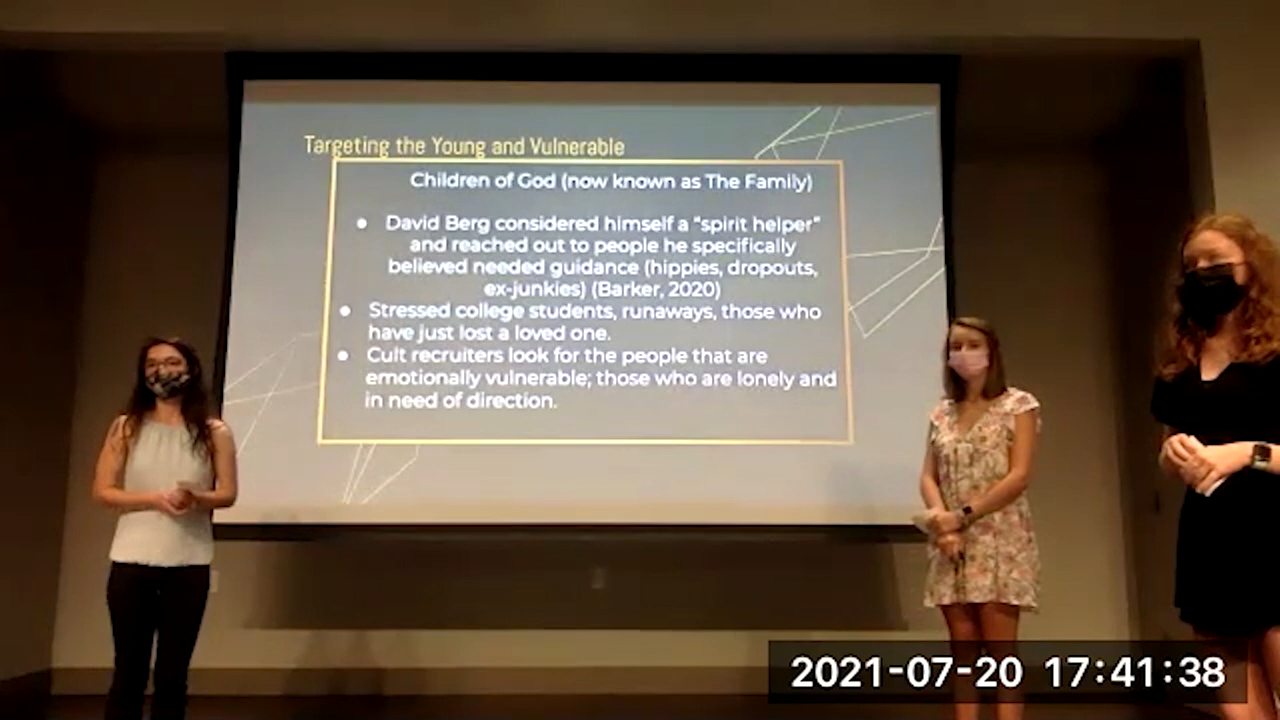 Targeting the Young and Vulnerable
Children of God (now known as The Family)
● David Berg considered himself a "spirit helper"
and reached out to people he specifically
believed needed guidance (hippies, dropouts,
ex-junkies) (Barker, 2020)
● Stressed college students, runaways, those who
have just lost a loved one.
● Cult recruiters look for the people that are
emotionally vulnerable; those who are lonely and
in need of direction.
2021-07-20 17:41:38